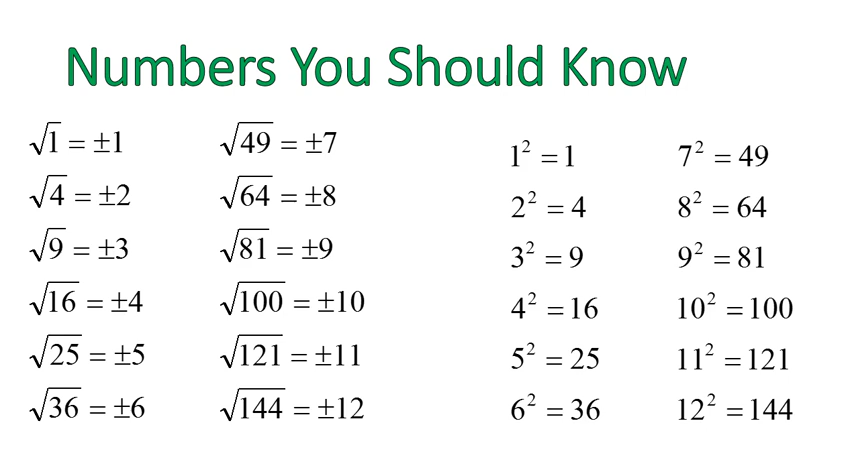 Numbers You Should Know
√1 = ±1
√4 = ±2
√9 = ±3
√16 = ±4
√25 = ±5
√36 = ±6
√49 = ±7
√64 = ±8
√81 = ±9
√100 = ±10
√121 = ±11
√144 = ±12
1² = 1
2² = 4
3² = 9
4² = 16
5² = 25
6² = 36
7² = 49
8² = 64
9² = 81
10² = 100
11² = 121
12² = 144